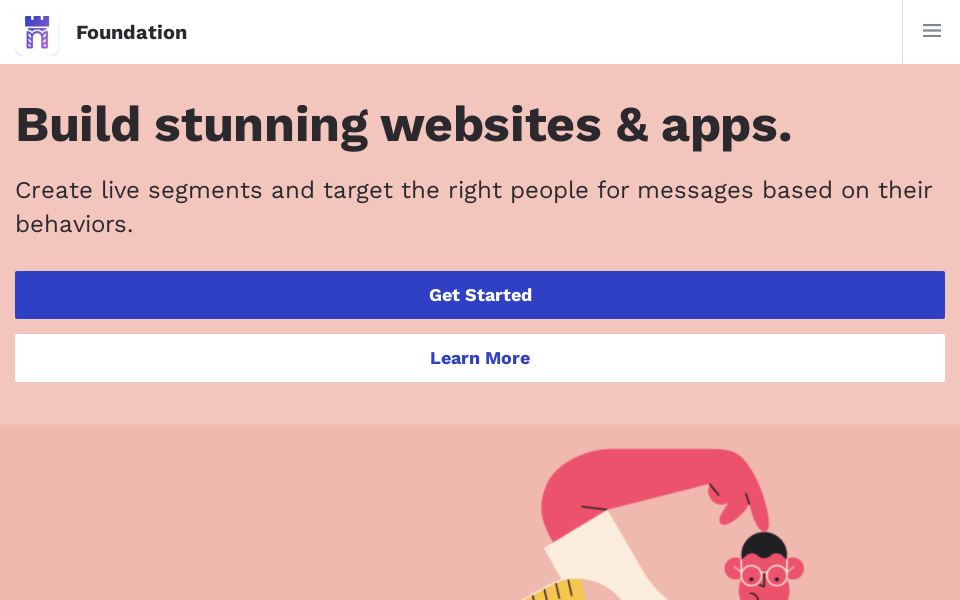 Foundation
Build stunning websites & apps.
Create live segments and target the right people for messages based on their
behaviors.
Get Started
Learn More